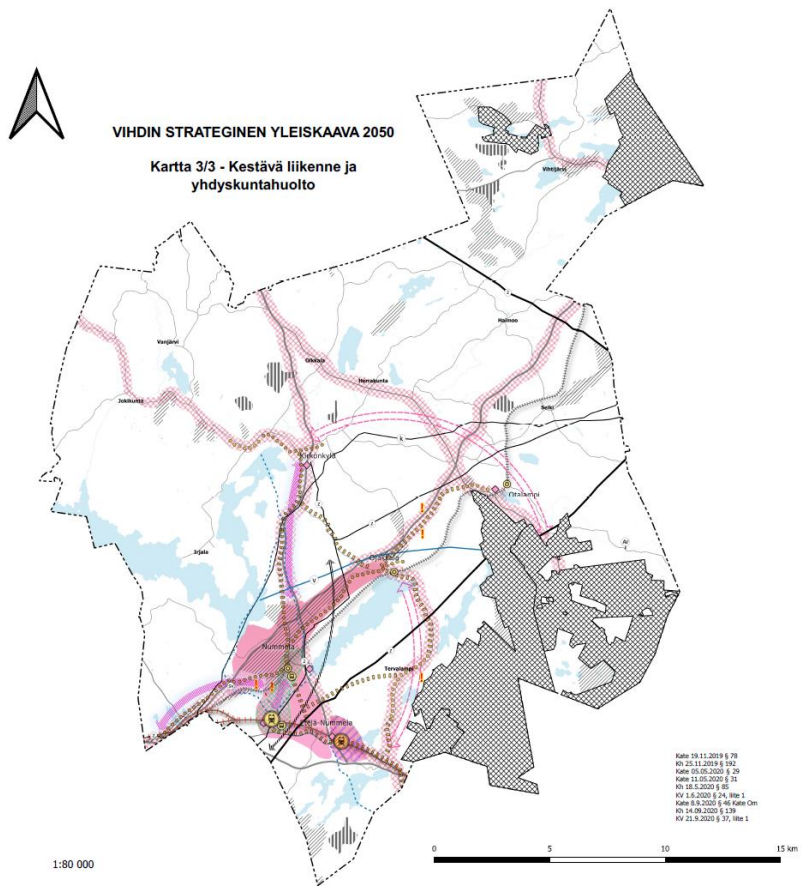 VIHDIN STRATEGINEN YLEISKAAVA 2050
Kartta 3/3 - Kestävä liikenne ja
yhdyskuntahuolto
Vihtijärvi
Haimoo
Vanjärvi
Oikkala
Herrakunta
Jokikunta
Selki
k
Kirkonkylä
z
Otalampi
z
Irjala
Ojakkala
v
Nummela
z
Tervalampi
Etelä-Nummela
Kate 19.11.2019 § 78
Kh 25.11.2019 § 192
Kate 05.05.2020 § 29
Kate 11.05.2020 § 31
Kh 18.5.2020 § 85
KV 1.6.2020 § 24, liite 1
Kate 8.9.2020 § 46 Kate Om
Kh 14.09.2020 § 139
KV 21.9.2020 § 37, liite 1
1:80 000
0 5 10 15 km